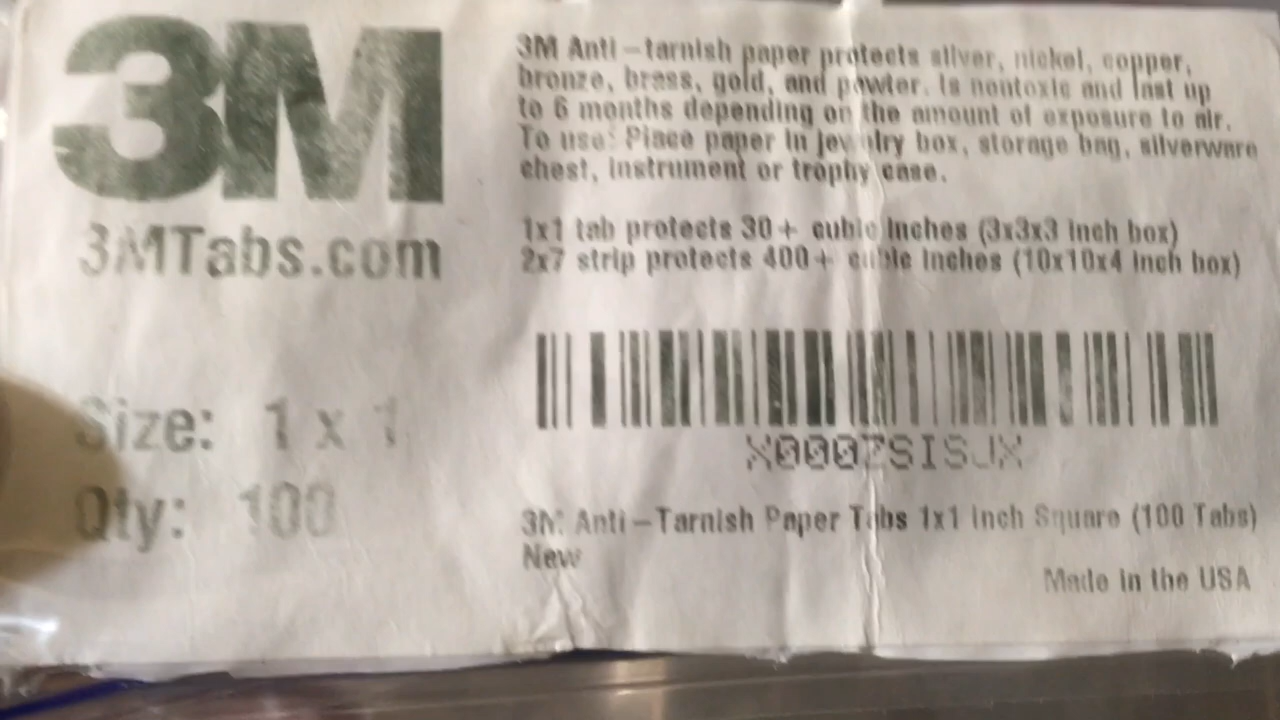 3M
3MTabs.com
Size: 1 x 1
Qty: 100
3M Anti-tarnish paper protects silver, nickel, copper,
bronze, brass, gold, and pewter. Is nontoxic and last up
to 6 months depending on the amount of exposure to air.
To use: Place paper in jewelry box, storage bag, silverware
chest, instrument or trophy case.
1x1 tab protects 30+ cubic inches (3x3x3 inch box)
2x7 strip protects 400+ cubic inches (10x10x4 inch box)
X000ZSISJX
3M Anti-Tarnish Paper Tabs 1x1 inch Square (100 Tabs)
New
Made in the USA